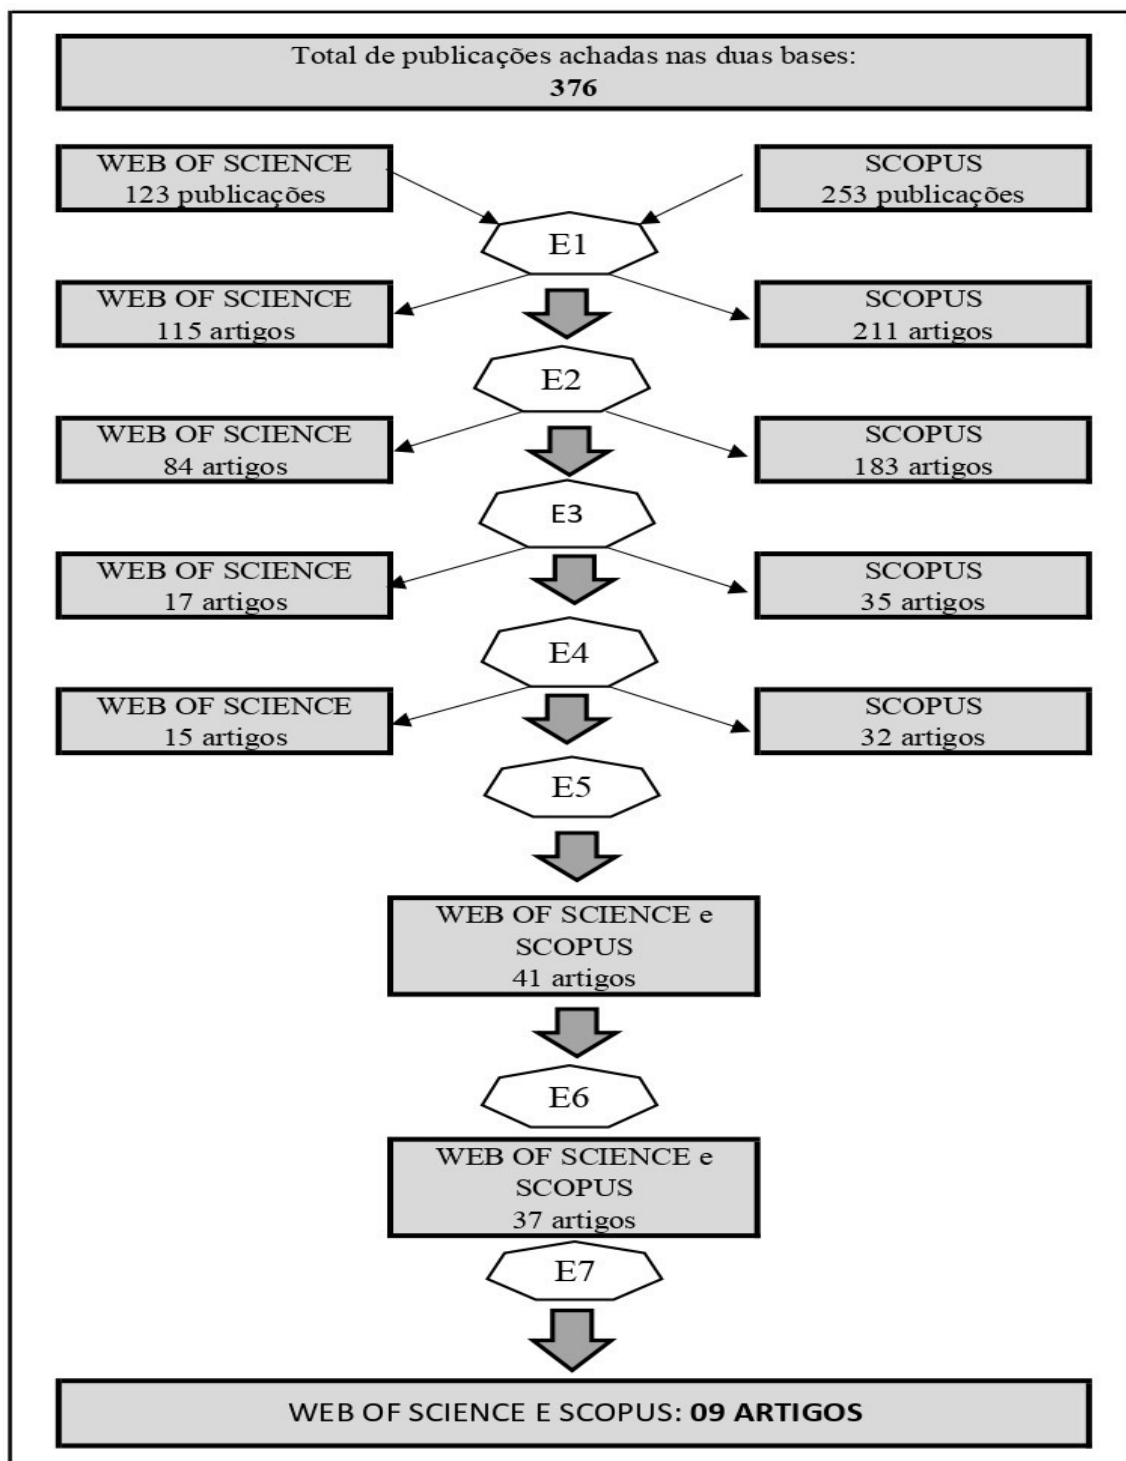 Total de publicações achadas nas duas bases:
376
WEB OF SCIENCE
123 publicações
SCOPUS
253 publicações
E1
WEB OF SCIENCE
115 artigos
SCOPUS
211 artigos
E2
WEB OF SCIENCE
84 artigos
SCOPUS
183 artigos
E3
WEB OF SCIENCE
17 artigos
SCOPUS
35 artigos
E4
WEB OF SCIENCE
15 artigos
SCOPUS
32 artigos
E5
WEB OF SCIENCE e
SCOPUS
41 artigos
E6
WEB OF SCIENCE e
SCOPUS
37 artigos
E7
WEB OF SCIENCE E SCOPUS: 09 ARTIGOS